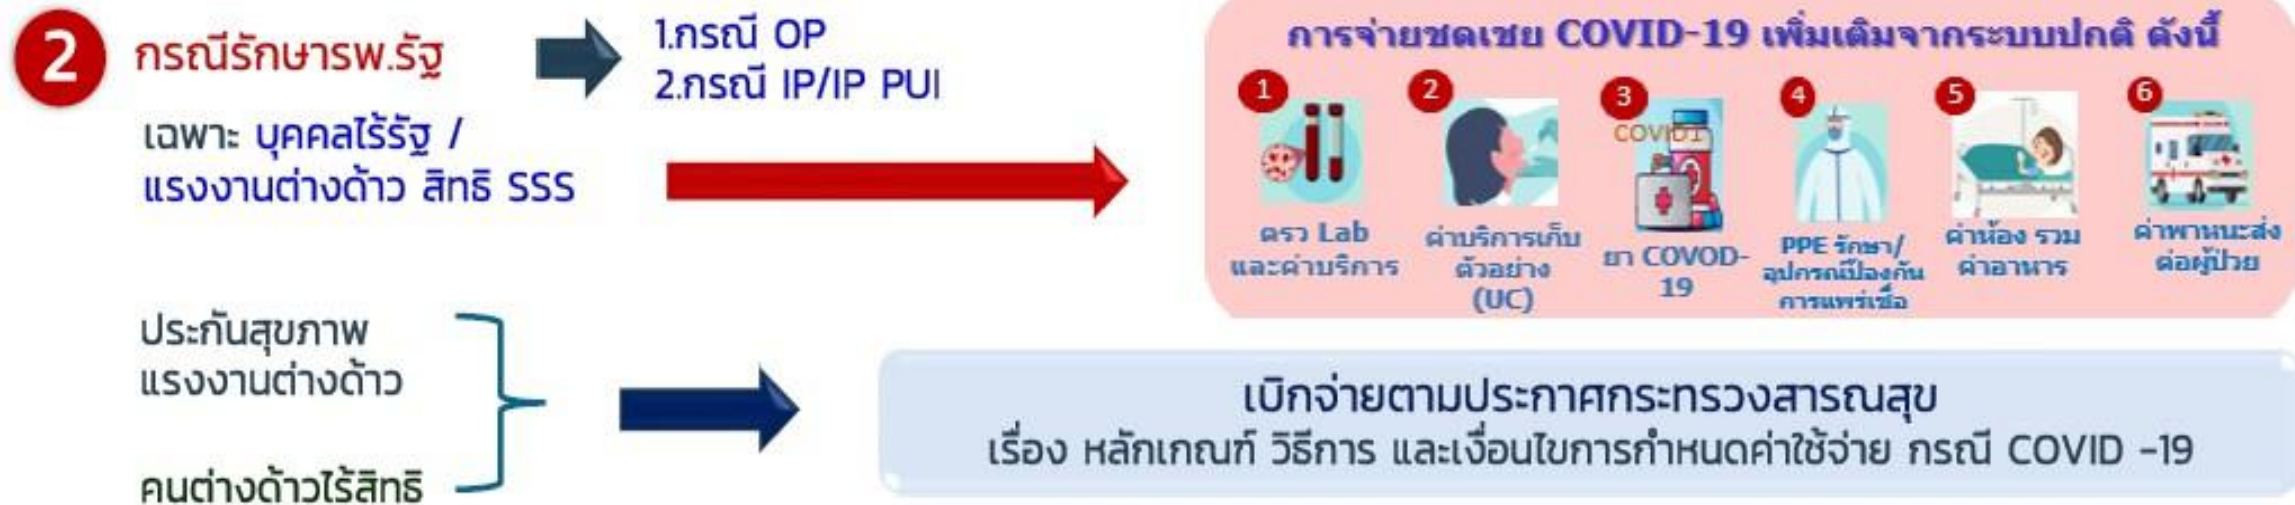 2
กรณีรักษารพ.รัฐ
1.กรณี OP
2.กรณี IP/IP PUI
เฉพาะ บุคคลไร้รัฐ /
แรงงานต่างด้าว สิทธิ SSS
การจ่ายชดเชย COVID-19 เพิ่มเติมจากระบบปกติ ดังนี้
1
ตรว Lab
และค่าบริการ
2
ค่าบริการเก็บ
ตัวอย่าง
(UC)
3
COVID1
ยา COVOD-
19
4
PPE รักษา/
อุปกรณ์ป้องกัน
การแพร่เชื้อ
5
ค่าห้อง รวม
ค่าอาหาร
6
ค่าพาหนะส่ง
ต่อผู้ป่วย
ประกันสุขภาพ
แรงงานต่างด้าว
คนต่างด้าวไร้สิทธิ
เบิกจ่ายตามประกาศกระทรวงสารณสุข
เรื่อง หลักเกณฑ์ วิธีการ และเงื่อนไขการกำหนดค่าใช้จ่าย กรณี COVID -19